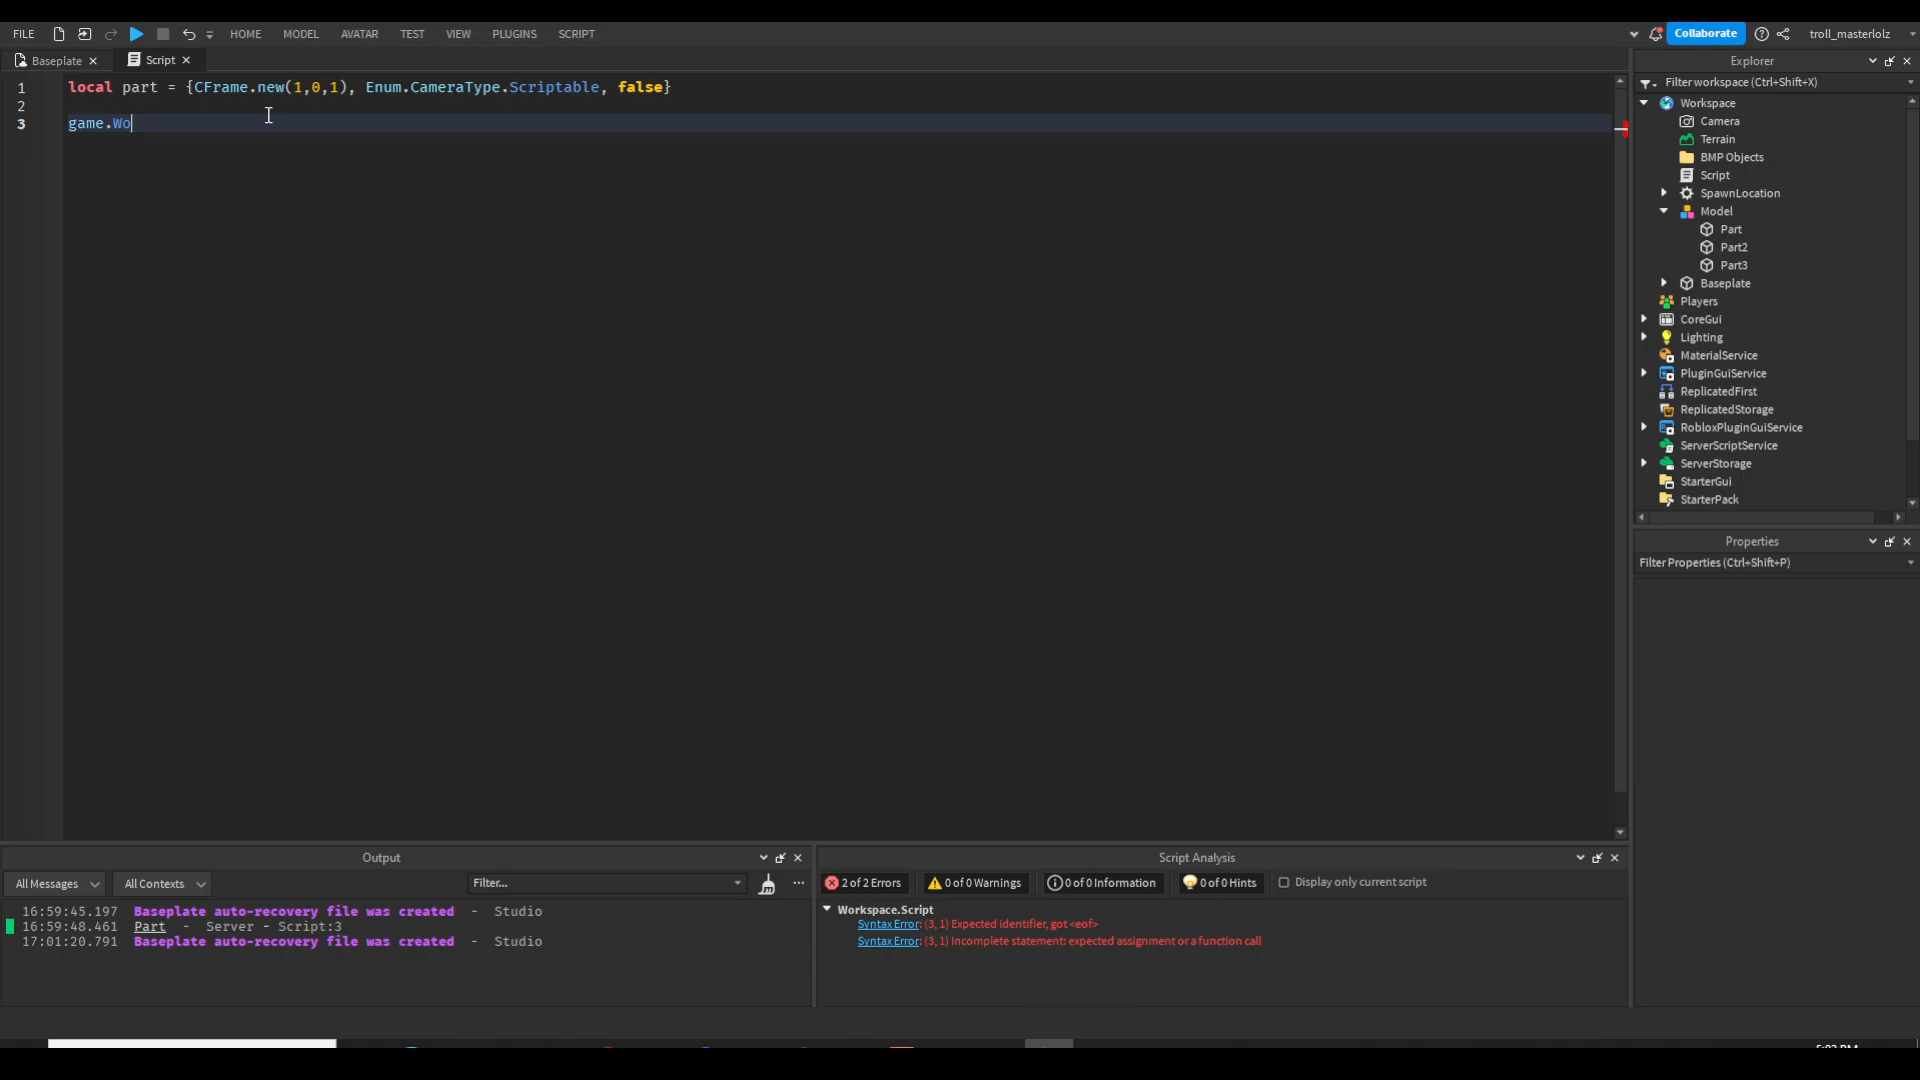 FILE HOME MODEL AVATAR TEST VIEW PLUGINS SCRIPT Collaborate troll_masterlolz
Baseplate Script
1 local part = {CFrame.new(1,0,1), Enum.CameraType.Scriptable, false}
2
3 game.Wo
Explorer
Filter workspace (Ctrl+Shift+X)
Workspace
Camera
Terrain
BMP Objects
Script
SpawnLocation
Model
Part
Part2
Part3
Baseplate
Players
CoreGui
Lighting
MaterialService
PluginGuiService
ReplicatedFirst
ReplicatedStorage
RobloxPluginGuiService
ServerScriptService
ServerStorage
StarterGui
StarterPack
Properties
Filter Properties (Ctrl+Shift+P)
Output
All Messages All Contexts Filter...
16:59:45.197 Baseplate auto-recovery file was created - Studio
16:59:48.461 Part - Server - Script:3
17:01:20.791 Baseplate auto-recovery file was created - Studio
Script Analysis
2 of 2 Errors 0 of 0 Warnings 0 of 0 Information 0 of 0 Hints Display only current script
Workspace.Script
Syntax Error: (3, 1) Expected identifier, got <eof>
Syntax Error: (3, 1) Incomplete statement: expected assignment or a function call